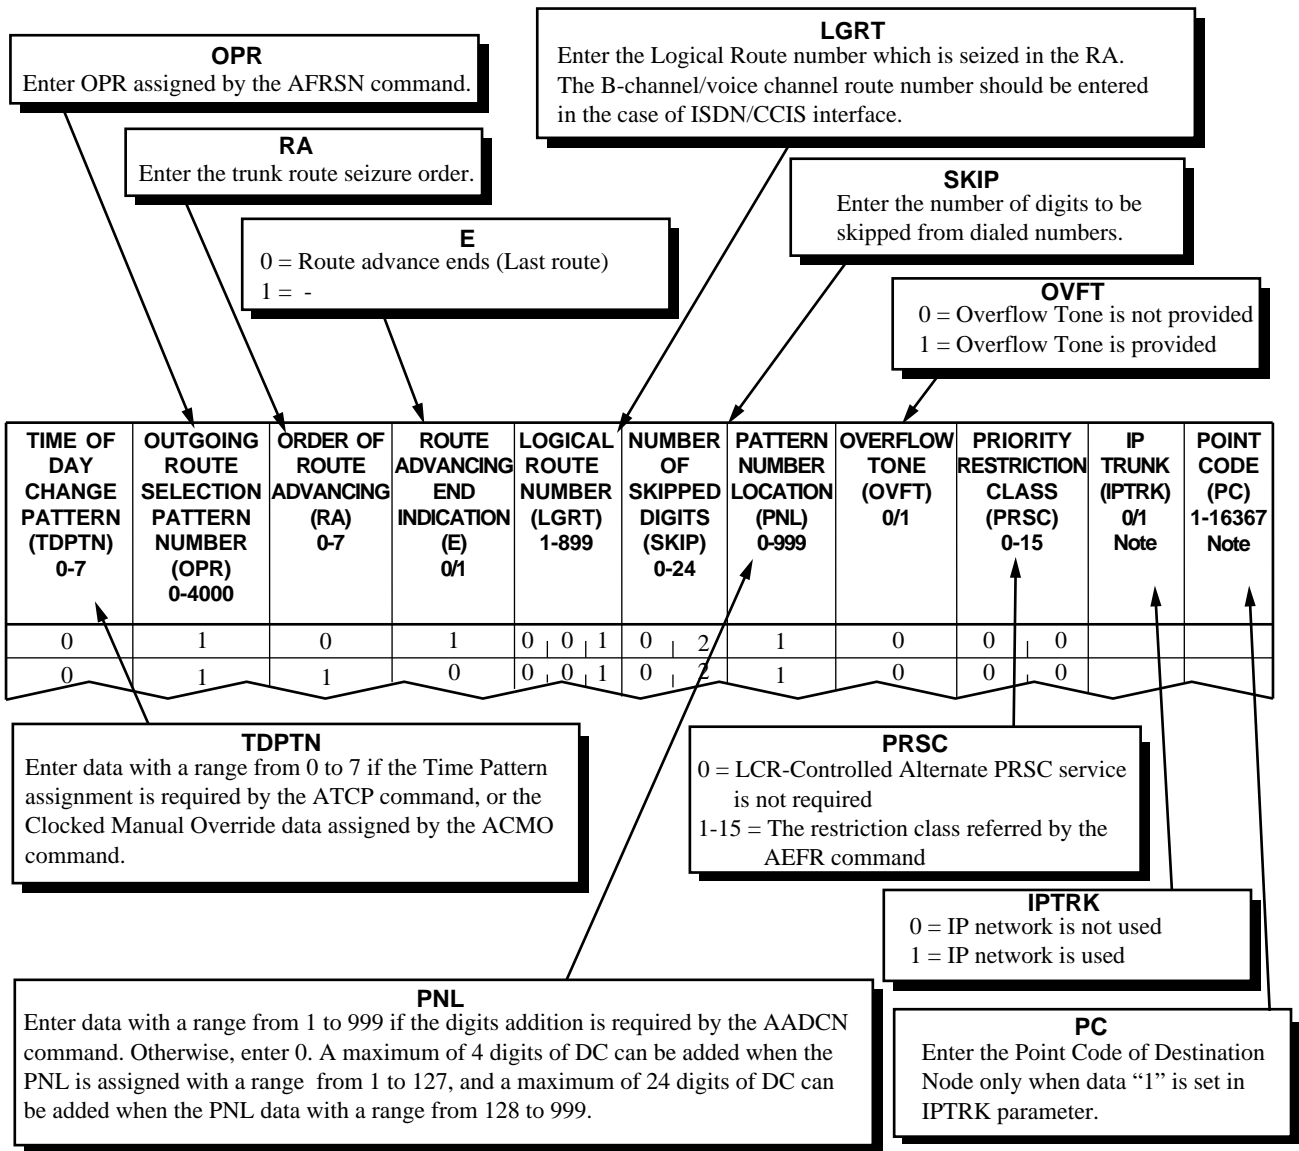 LGRT
Enter the Logical Route number which is seized in the RA.
The B-channel/voice channel route number should be entered
in the case of ISDN/CCIS interface.
OPR
Enter OPR assigned by the AFRSN command.
RA
Enter the trunk route seizure order.
SKIP
Enter the number of digits to be
skipped from dialed numbers.
E
0 = Route advance ends (Last route)
1 = -
OVFT
0 = Overflow Tone is not provided
1 = Overflow Tone is provided
TIME OF
DAY
CHANGE
PATTERN
(TDPTN)
0-7
OUTGOING
ROUTE
SELECTION
PATTERN
NUMBER
(OPR)
0-4000
ORDER OF
ROUTE
ADVANCING
(RA)
0-7
ROUTE
ADVANCING
END
INDICATION
(E)
0/1
LOGICAL
ROUTE
NUMBER
(LGRT)
1-899
NUMBER
OF
SKIPPED
DIGITS
(SKIP)
0-24
PATTERN
NUMBER
LOCATION
(PNL)
0-999
OVERFLOW
TONE
(OVFT)
0/1
PRIORITY
RESTRICTION
CLASS
(PRSC)
0-15
IP
TRUNK
(IPTRK)
0/1
Note
POINT
CODE
(PC)
1-16367
Note
0 1 0 1 0 0 1 0 2 1 0 0 0
0 1 1 0 0 0 1 0 2 1 0 0 0
TDPTN
Enter data with a range from 0 to 7 if the Time Pattern
assignment is required by the ATCP command, or the
Clocked Manual Override data assigned by the ACMO
command.
PRSC
0 = LCR-Controlled Alternate PRSC service
is not required
1-15 = The restriction class referred by the
AEFR command
IPTRK
0 = IP network is not used
1 = IP network is used
PNL
Enter data with a range from 1 to 999 if the digits addition is required by the AADCN
command. Otherwise, enter 0. A maximum of 4 digits of DC can be added when the
PNL is assigned with a range from 1 to 127, and a maximum of 24 digits of DC can
be added when the PNL data with a range from 128 to 999.
PC
Enter the Point Code of Destination
Node only when data “1” is set in
IPTRK parameter.